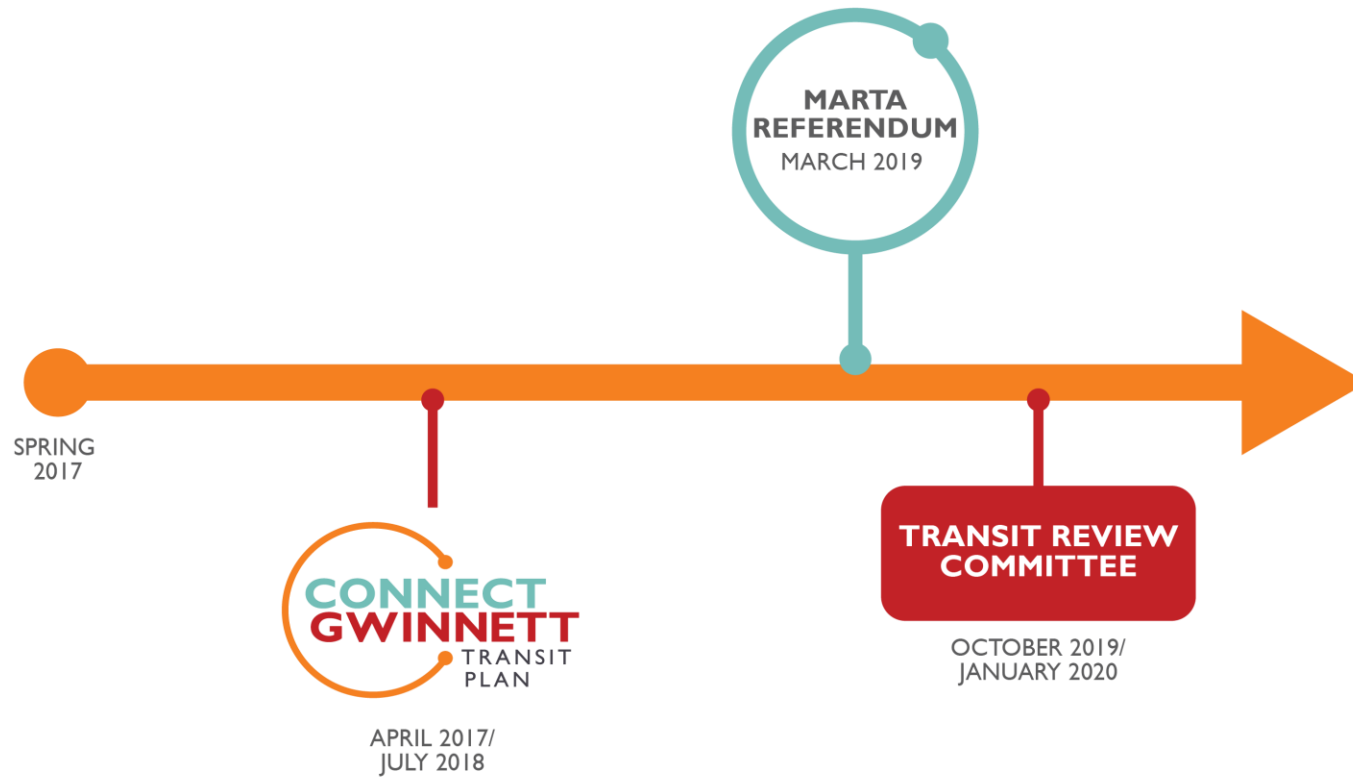 MARTA
REFERENDUM
MARCH 2019
SPRING
2017
CONNECT
GWINNETT
TRANSIT
PLAN
APRIL 2017/
JULY 2018
TRANSIT REVIEW
COMMITTEE
OCTOBER 2019/
JANUARY 2020